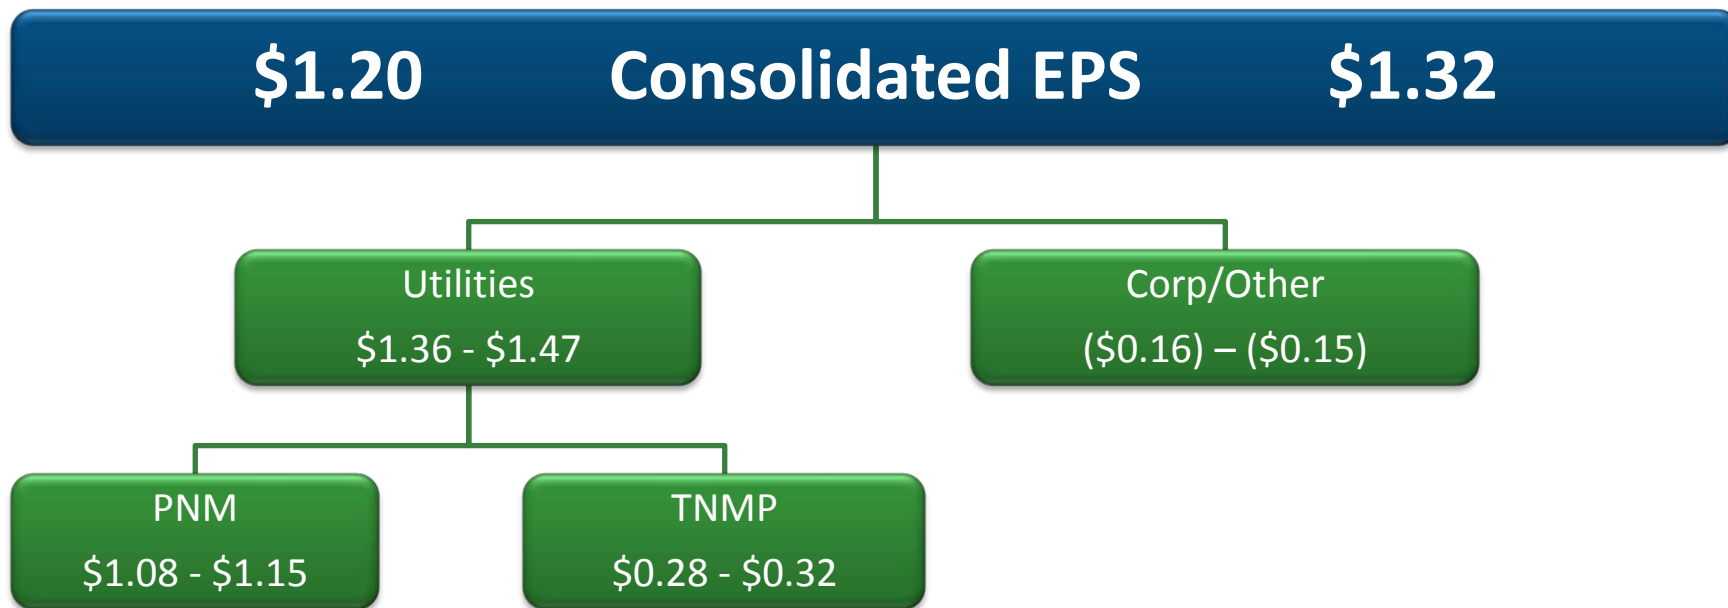 $1.20 Consolidated EPS $1.32
Utilities
$1.36 - $1.47
Corp/Other
($0.16) – ($0.15)
PNM
$1.08 - $1.15
TNMP
$0.28 - $0.32